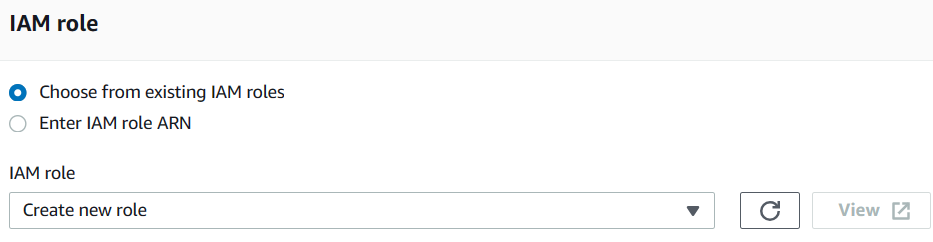 IAM role
Choose from existing IAM roles
Enter IAM role ARN
IAM role
Create new role
View